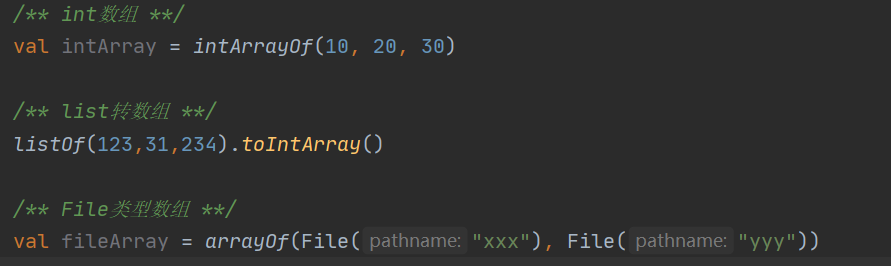 /** int数组 **/
val intArray = intArrayOf(10, 20, 30)
/** list转数组 **/
listOf(123,31,234).toIntArray()
/** File类型数组 **/
val fileArray = arrayOf(File( pathname: "xxx"), File( pathname: "yyy"))